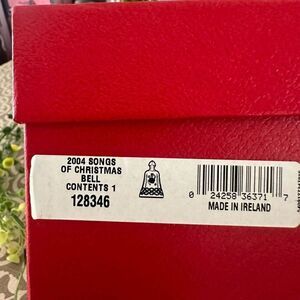 2004 SONGS
OF CHRISTMAS
BELL
CONTENTS 1
128346
0 24258 36371 7
MADE IN IRELAND